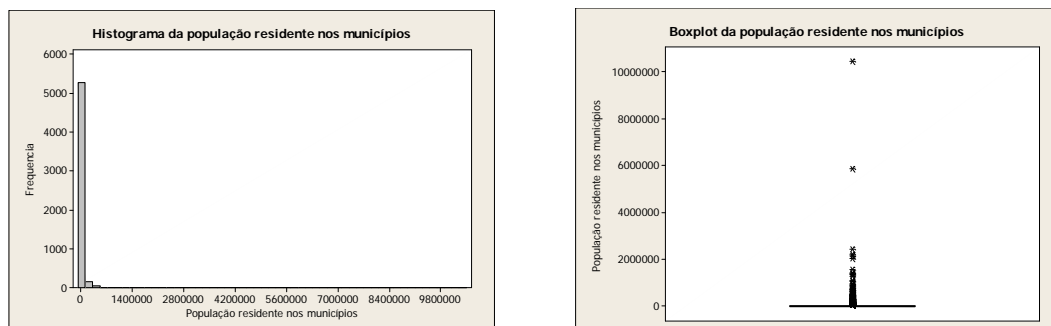 Histograma da população residente nos municípios
6000
5000
4000
3000
2000
1000
0
Frequencia
0 1400000 2800000 4200000 5600000 7000000 8400000 9800000
População residente nos municípios
Boxplot da população residente nos municípios
10000000
8000000
6000000
4000000
2000000
0
População residente nos municípios